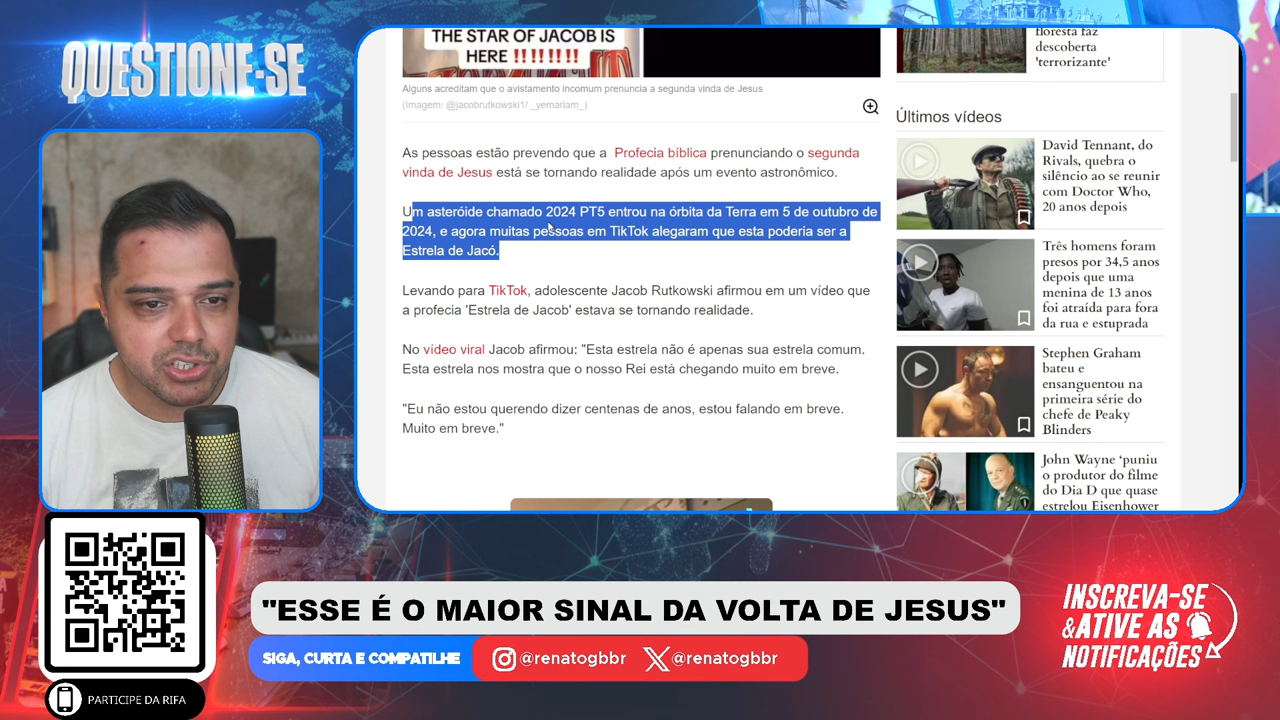 QUESTIONE-SE
THE STAR OF JACOB IS
HERE ‼‼‼‼
Alguns acreditam que o avistamento incomum prenuncia a segunda vinda de Jesus
(Imagem: @jacobrutkowski1/ _yemariam_)
As pessoas estão prevendo que a Profecia bíblica prenunciando o segunda
vinda de Jesus está se tornando realidade após um evento astronômico.
Um asteróide chamado 2024 PT5 entrou na órbita da Terra em 5 de outubro de
2024, e agora muitas pessoas em TikTok alegaram que esta poderia ser a
Estrela de Jacó.
Levando para TikTok, adolescente Jacob Rutkowski afirmou em um vídeo que
a profecia 'Estrela de Jacob' estava se tornando realidade.
No vídeo viral Jacob afirmou: "Esta estrela não é apenas sua estrela comum.
Esta estrela nos mostra que o nosso Rei está chegando muito em breve.
"Eu não estou querendo dizer centenas de anos, estou falando em breve.
Muito em breve."
floresta faz
descoberta
'terrorizante'
Últimos vídeos
David Tennant, do
Rivals, quebra o
silêncio ao se reunir
com Doctor Who,
20 anos depois
Três homens foram
presos por 34,5 anos
depois que uma
menina de 13 anos
foi atraída para fora
da rua e estuprada
Stephen Graham
bateu e
ensanguentou na
primeira série do
chefe de Peaky
Blinders
John Wayne ‘puniu
o produtor do filme
do Dia D que quase
estrelou Eisenhower
"ESSE É O MAIOR SINAL DA VOLTA DE JESUS"
SIGA, CURTA E COMPATILHE
@renatogbbr
@renatogbbr
INSCREVA-SE
&ATIVE AS
NOTIFICAÇÕES
PARTICIPE DA RIFA